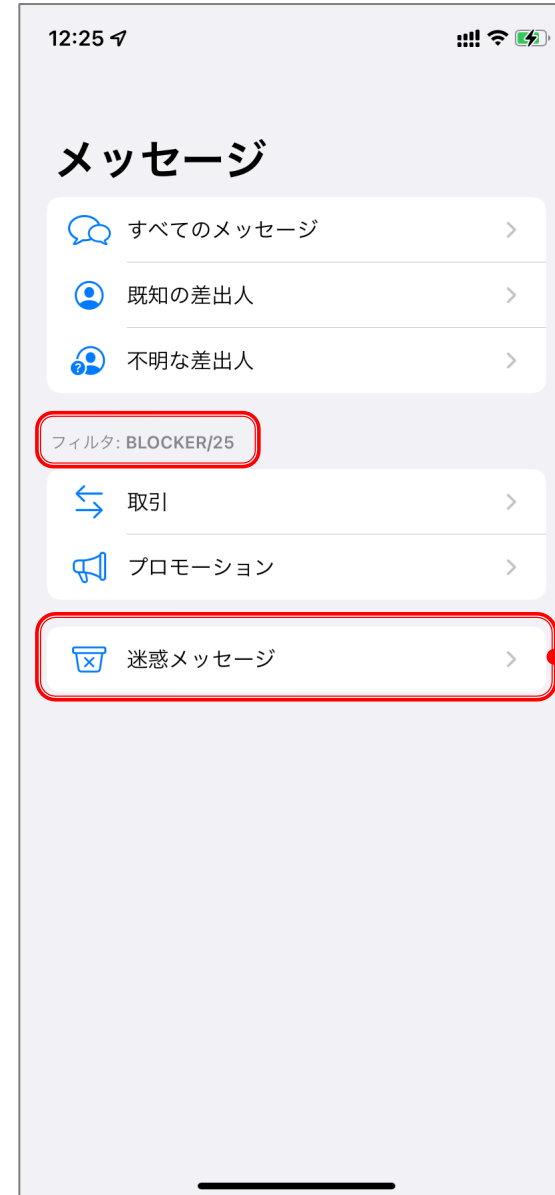 12:25
メッセージ
すべてのメッセージ
既知の差出人
不明な差出人
フィルタ: BLOCKER/25
取引
プロモーション
迷惑メッセージ